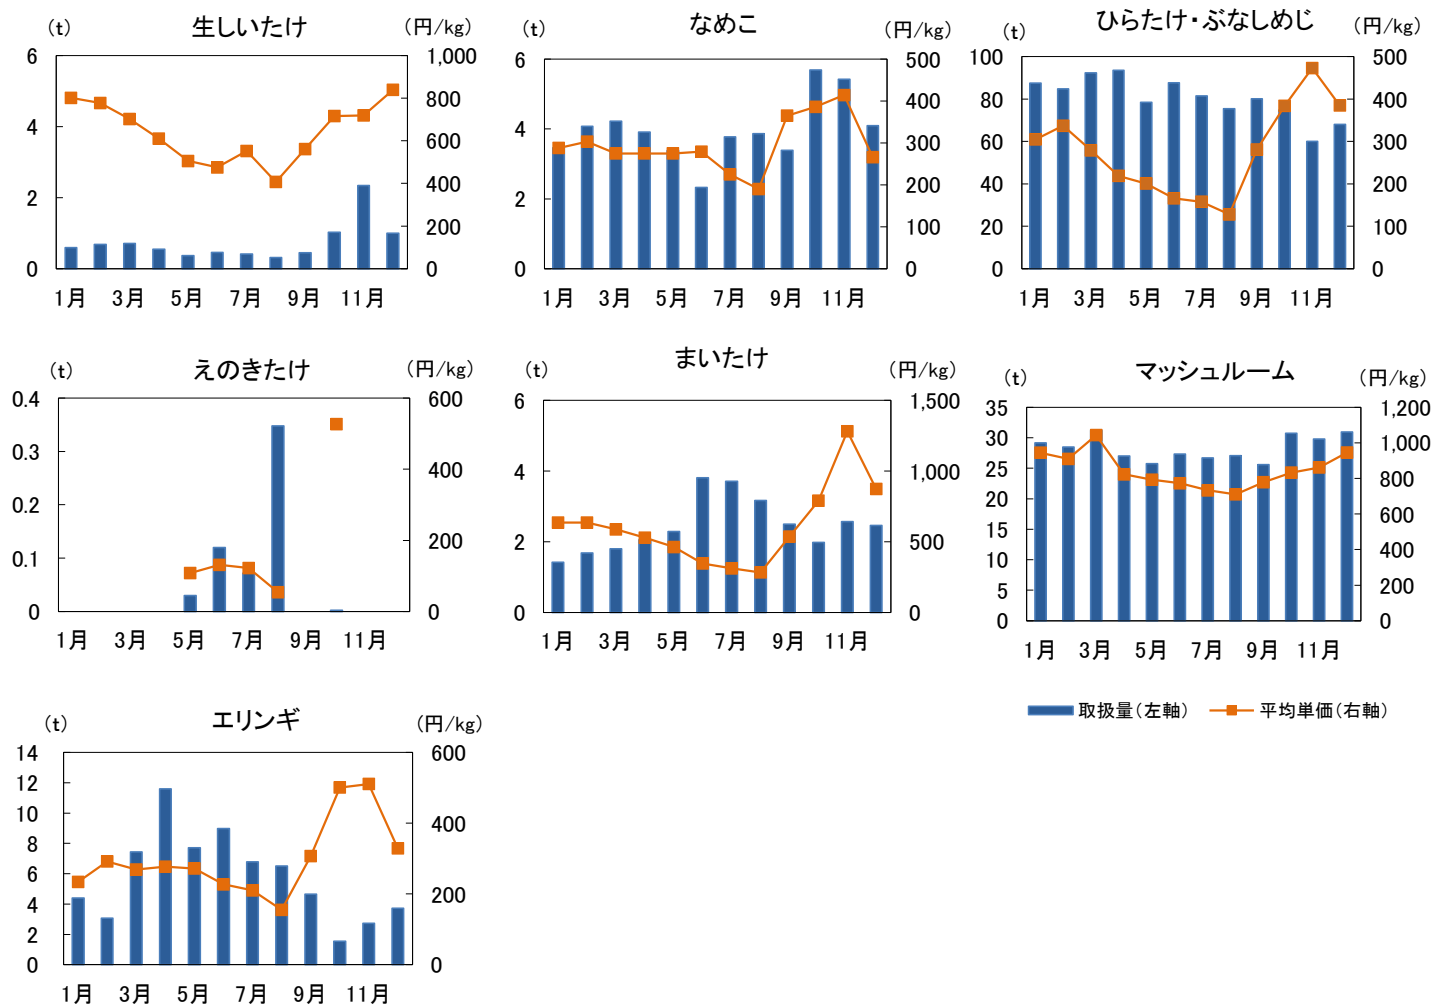 生しいたけ
(t)
(円/kg)
6
4
2
0
1,000
800
600
400
200
0
1月 3月 5月 7月 9月 11月
なめこ
(t)
(円/kg)
6
4
2
0
500
400
300
200
100
0
1月 3月 5月 7月 9月 11月
ひらたけ・ぶなしめじ
(t)
(円/kg)
100
80
60
40
20
0
500
400
300
200
100
0
1月 3月 5月 7月 9月 11月
えのきたけ
(t)
(円/kg)
0.4
0.3
0.2
0.1
0
600
400
200
0
1月 3月 5月 7月 9月 11月
まいたけ
(t)
(円/kg)
6
4
2
0
1,500
1,000
500
0
1月 3月 5月 7月 9月 11月
マッシュルーム
(t)
(円/kg)
35
30
25
20
15
10
5
0
1,200
1,000
800
600
400
200
0
1月 3月 5月 7月 9月 11月
取扱量(左軸) 平均単価(右軸)
エリンギ
(t)
(円/kg)
14
12
10
8
6
4
2
0
600
400
200
0
1月 3月 5月 7月 9月 11月